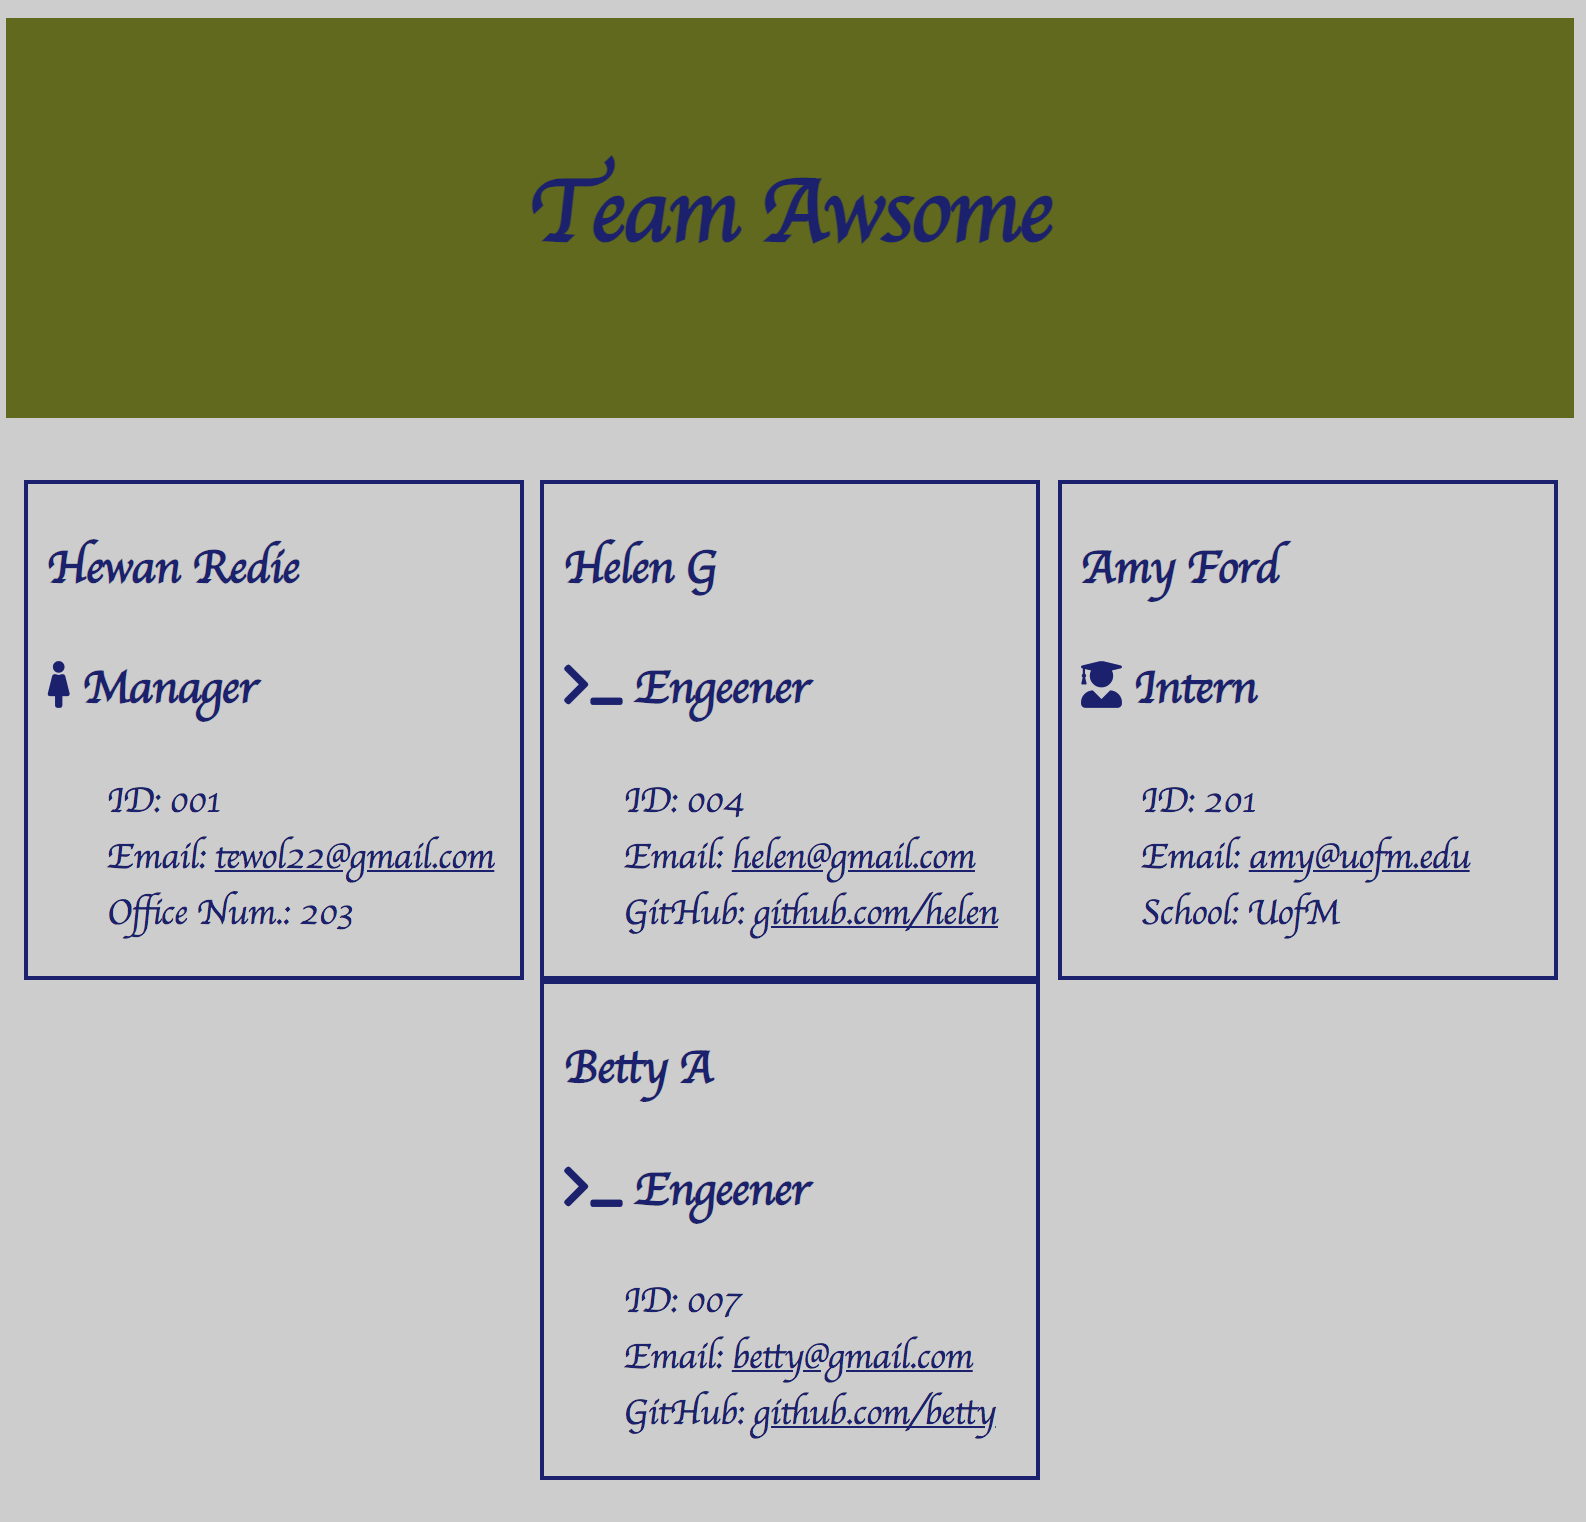 Team Awsome
Hewan Redie
Manager
ID: 001
Email: tewol22@gmail.com
Office Num.: 203
Helen G
Engeener
ID: 004
Email: helen@gmail.com
GitHub: github.com/helen
Amy Ford
Intern
ID: 201
Email: amy@uofm.edu
School: UofM
Betty A
Engeener
ID: 007
Email: betty@gmail.com
GitHub: github.com/betty